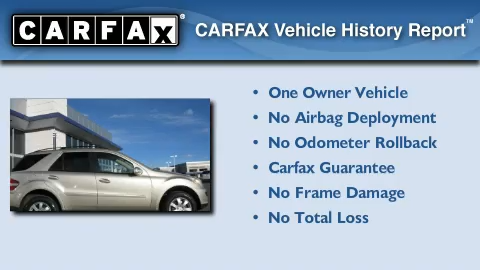 CARFAX® CARFAX Vehicle History Report™
• One Owner Vehicle
• No Airbag Deployment
• No Odometer Rollback
• Carfax Guarantee
• No Frame Damage
• No Total Loss